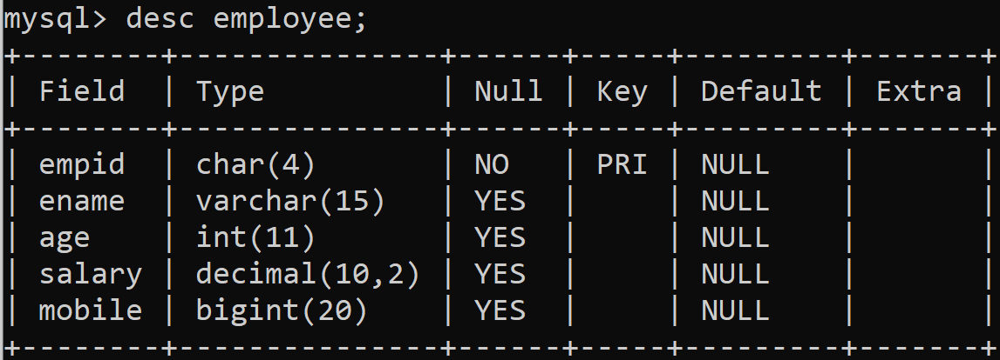 mysql> desc employee;
+--------+---------------+------+-----+---------+-------+
| Field  | Type          | Null | Key | Default | Extra |
+--------+---------------+------+-----+---------+-------+
| empid  | char(4)       | NO   | PRI | NULL    |       |
| ename  | varchar(15)   | YES  |     | NULL    |       |
| age    | int(11)       | YES  |     | NULL    |       |
| salary | decimal(10,2) | YES  |     | NULL    |       |
| mobile | bigint(20)    | YES  |     | NULL    |       |
+--------+---------------+------+-----+---------+-------+